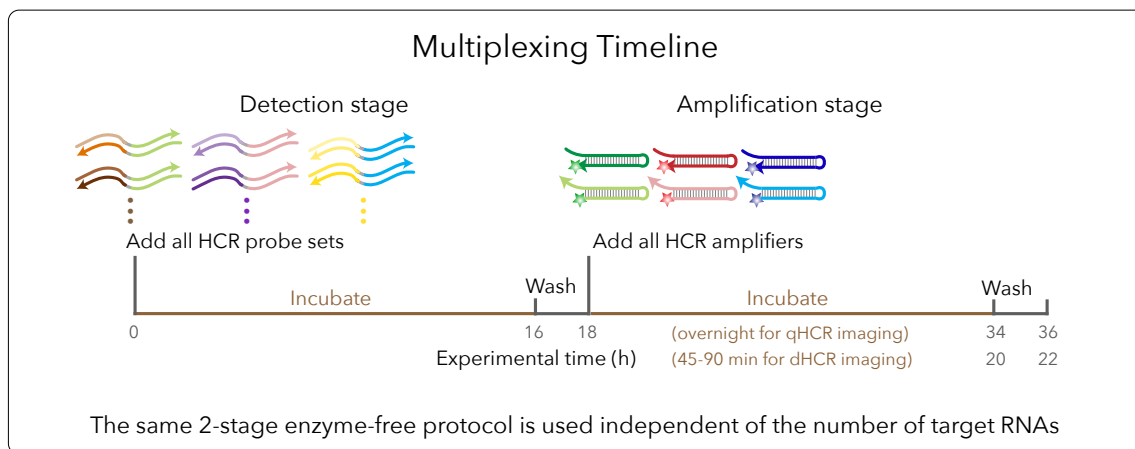 Multiplexing Timeline
Detection stage
Amplification stage
Add all HCR probe sets
Add all HCR amplifiers
Incubate
Wash
Incubate
Wash
0
16
18
(overnight for qHCR imaging)
34
36
Experimental time (h)
(45-90 min for dHCR imaging)
20
22
The same 2-stage enzyme-free protocol is used independent of the number of target RNAs